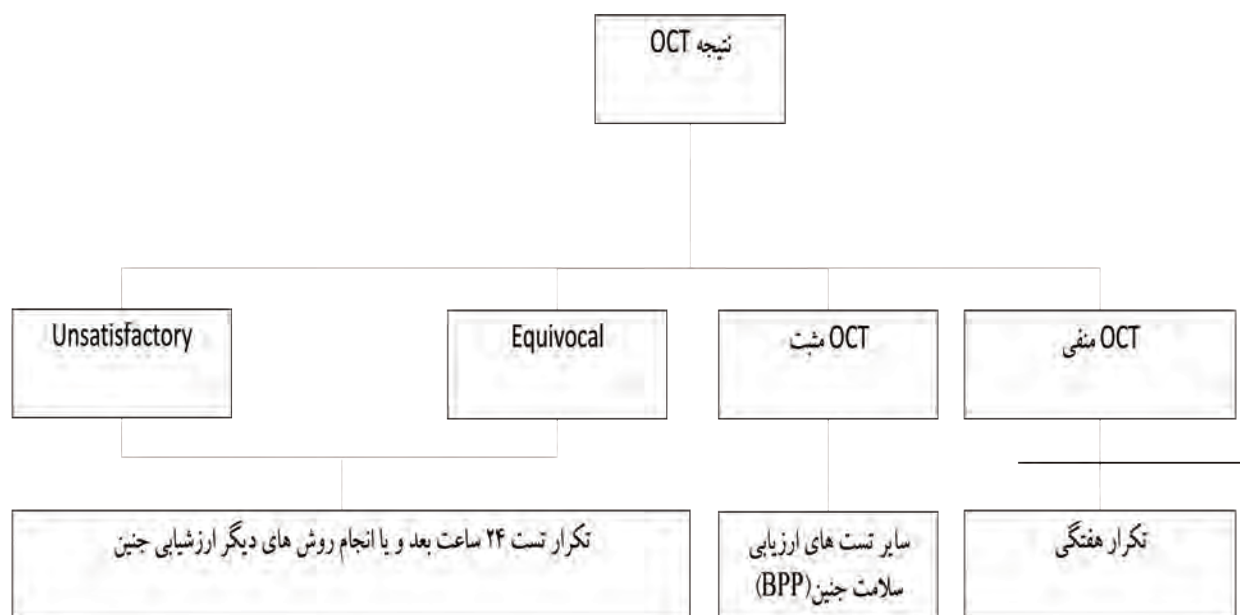 نتیجه OCT
OCT منفی
OCT مثبت
Equivocal
Unsatisfactory
تکرار هفتگی
سایر تست های ارزیابی
سلامت جنین(BPP)
تکرار تست ۲۴ ساعت بعد و یا انجام روش های دیگر ارزشیابی جنین